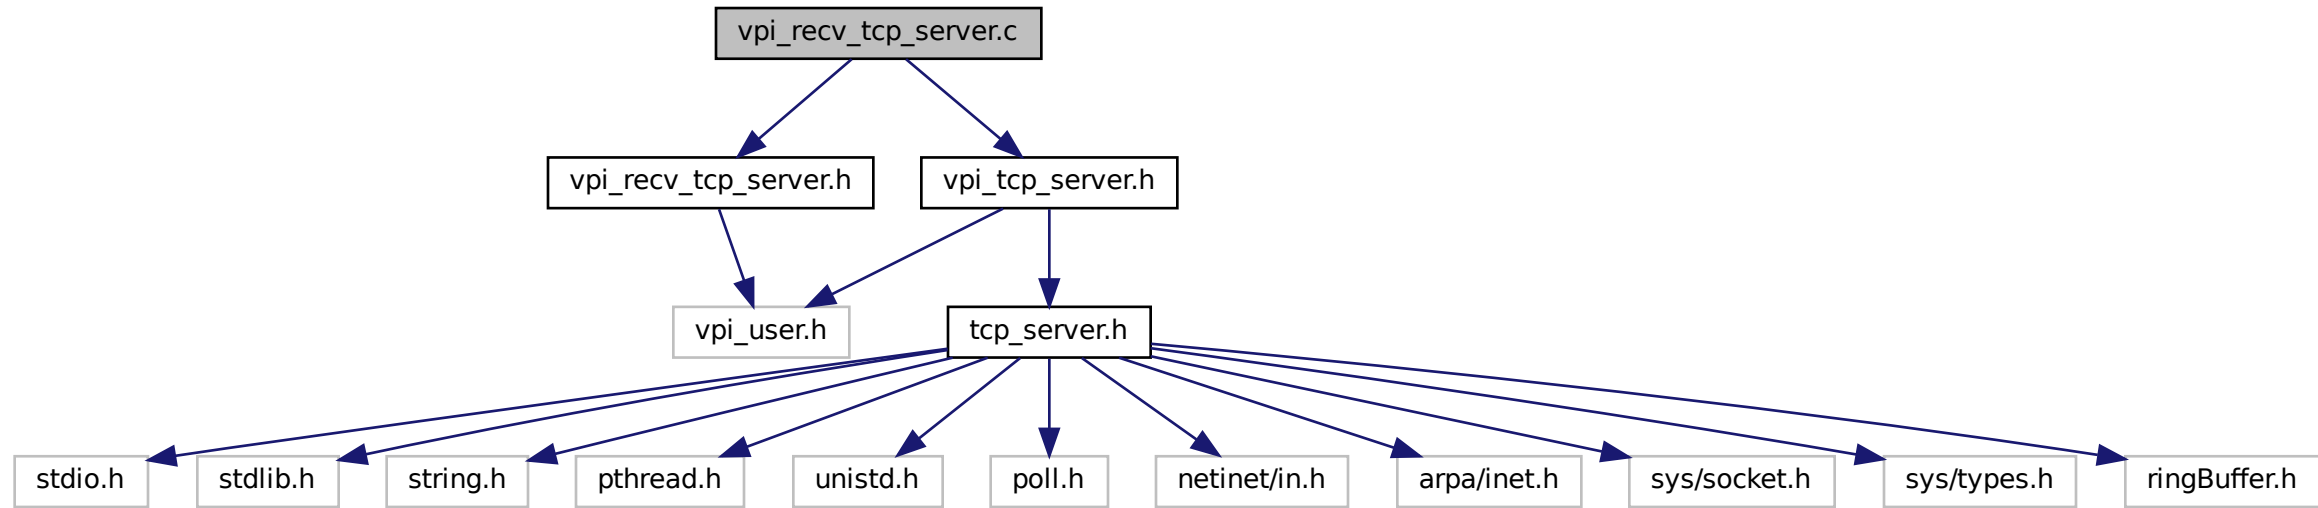 vpi_recv_tcp_server.c
vpi_recv_tcp_server.h
vpi_tcp_server.h
vpi_user.h
tcp_server.h
stdio.h
stdlib.h
string.h
pthread.h
unistd.h
poll.h
netinet/in.h
arpa/inet.h
sys/socket.h
sys/types.h
ringBuffer.h